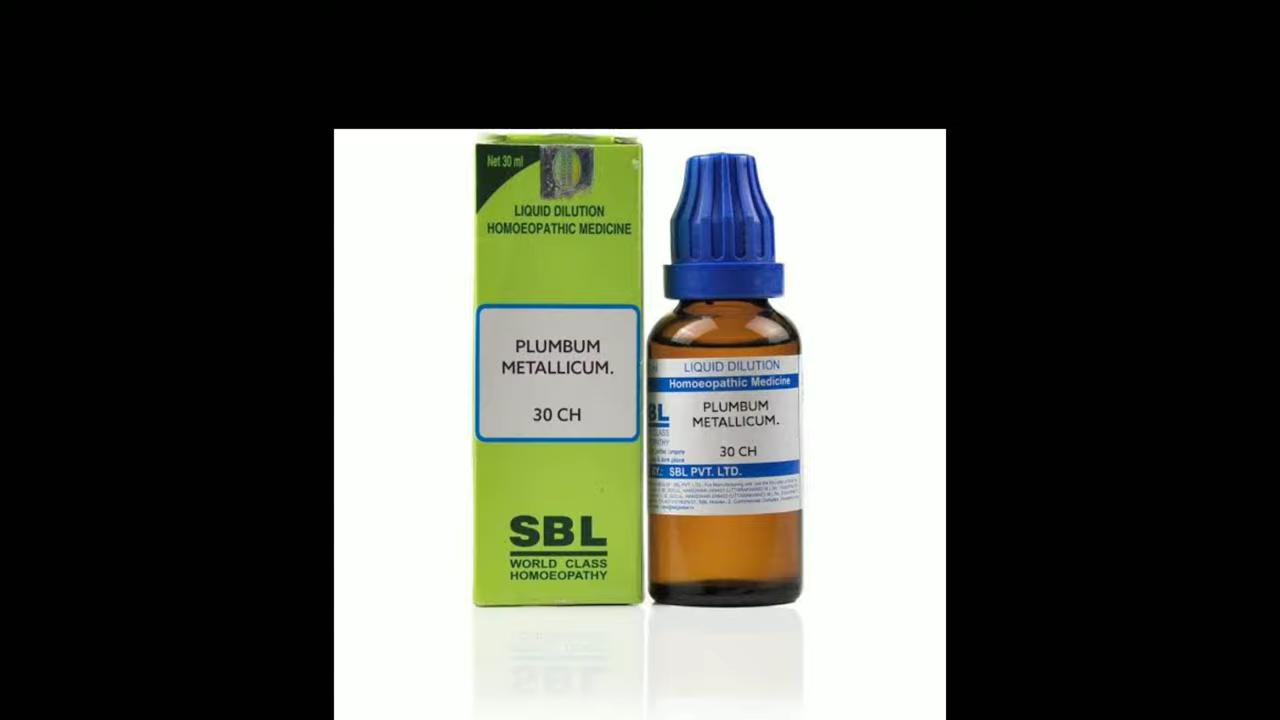 Net 30 ml
LIQUID DILUTION
HOMOEOPATHIC MEDICINE
PLUMBUM
METALLICUM.
30 CH
SBL
WORLD CLASS
HOMOEOPATHY
LIQUID DILUTION
Homoeopathic Medicine
BL
PLUMBUM
METALLICUM.
30 CH
SBL PVT. LTD.